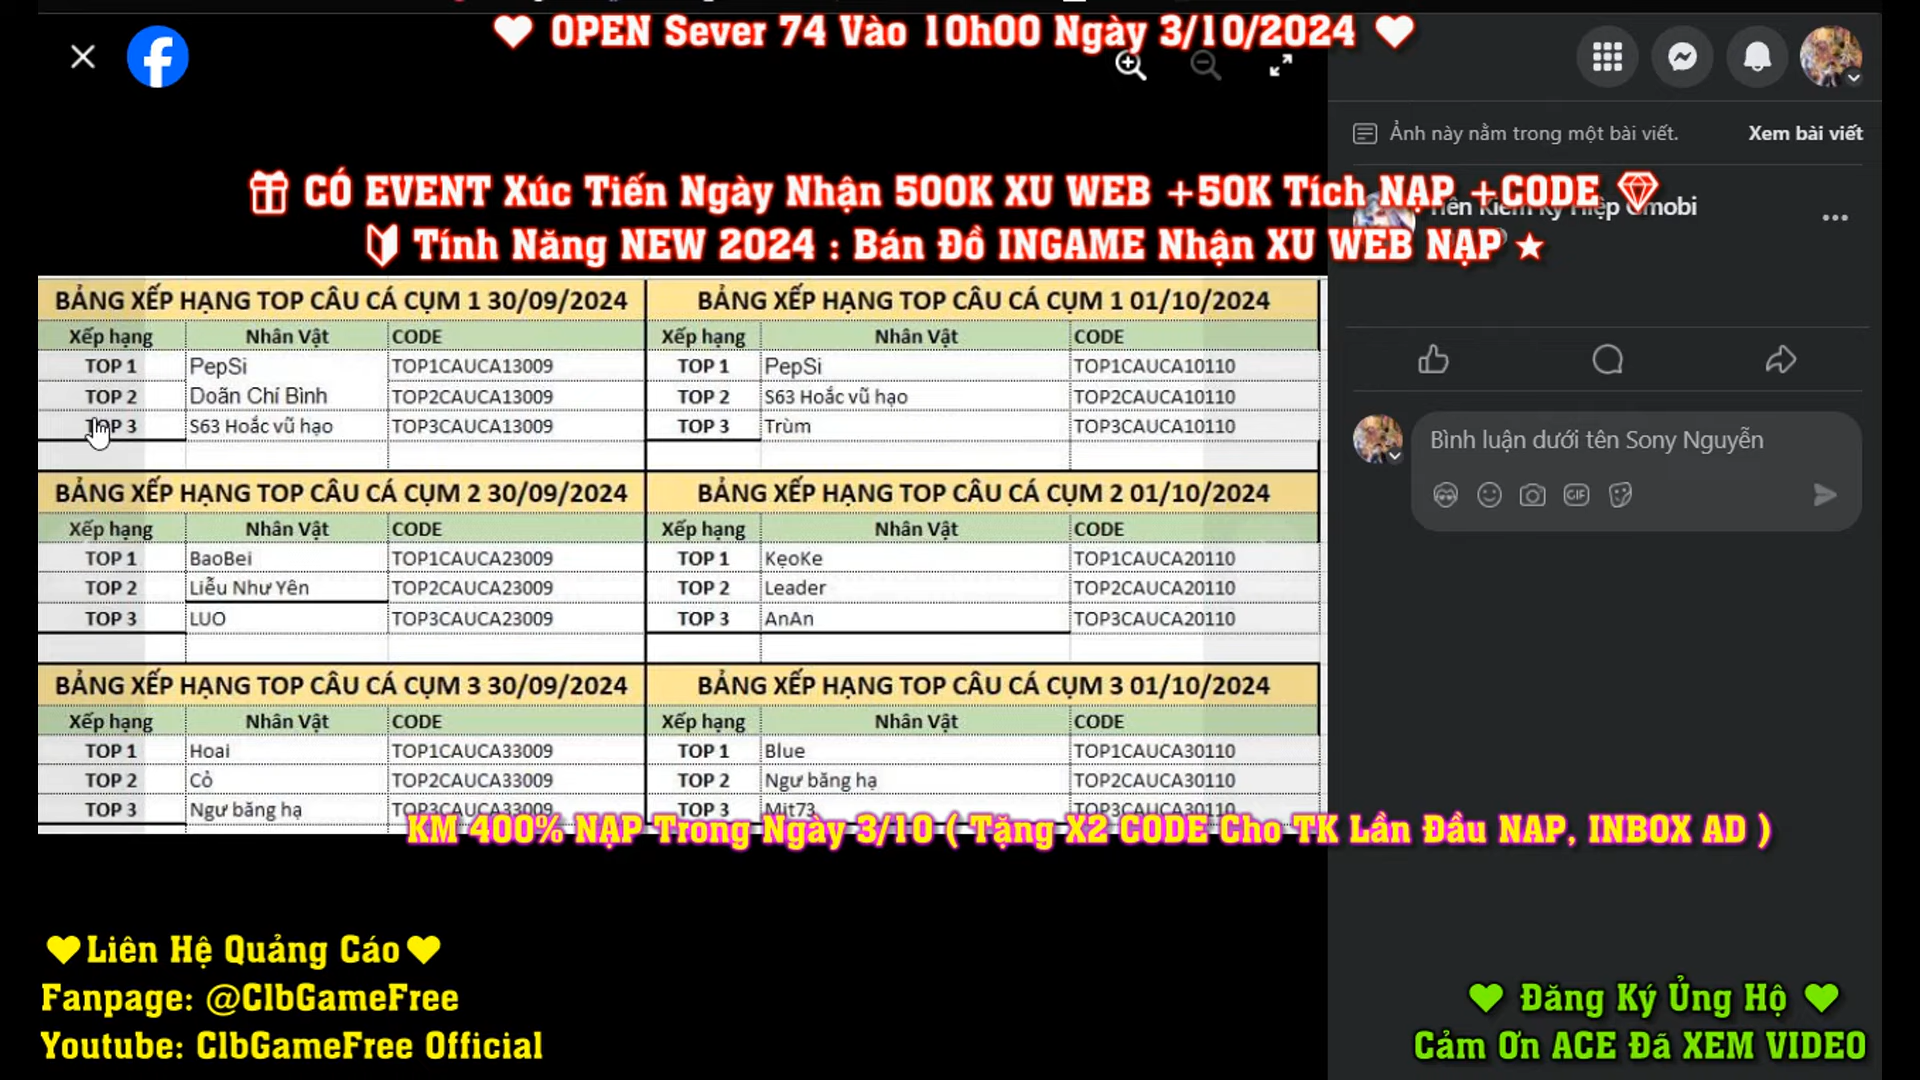 ♥ OPEN Sever 74 Vào 10h00 Ngày 3/10/2024 ♥
Ảnh này nằm trong một bài viết. Xem bài viết
CÓ EVENT Xúc Tiến Ngày Nhận 500K XU WEB +50K Tích NẠP +CODE
Kiếm Kỳ Hiệp Gmobi
Tính Năng NEW 2024 : Bán Đồ INGAME Nhận XU WEB NẠP ★
BẢNG XẾP HẠNG TOP CÂU CÁ CỤM 1 30/09/2024 BẢNG XẾP HẠNG TOP CÂU CÁ CỤM 1 01/10/2024
Xếp hạng Nhân Vật CODE Xếp hạng Nhân Vật CODE
TOP 1 PepSi TOP1CAUCA13009 TOP 1 PepSi TOP1CAUCA10110
TOP 2 Doãn Chí Bình TOP2CAUCA13009 TOP 2 S63 Hoắc vũ hạo TOP2CAUCA10110
TOP 3 S63 Hoắc vũ hạo TOP3CAUCA13009 TOP 3 Trùm TOP3CAUCA10110
BẢNG XẾP HẠNG TOP CÂU CÁ CỤM 2 30/09/2024 BẢNG XẾP HẠNG TOP CÂU CÁ CỤM 2 01/10/2024
Xếp hạng Nhân Vật CODE Xếp hạng Nhân Vật CODE
TOP 1 BaoBei TOP1CAUCA23009 TOP 1 KẹoKe TOP1CAUCA20110
TOP 2 Liễu Như Yên TOP2CAUCA23009 TOP 2 Leader TOP2CAUCA20110
TOP 3 LUO TOP3CAUCA23009 TOP 3 AnAn TOP3CAUCA20110
BẢNG XẾP HẠNG TOP CÂU CÁ CỤM 3 30/09/2024 BẢNG XẾP HẠNG TOP CÂU CÁ CỤM 3 01/10/2024
Xếp hạng Nhân Vật CODE Xếp hạng Nhân Vật CODE
TOP 1 Hoai TOP1CAUCA33009 TOP 1 Blue TOP1CAUCA30110
TOP 2 Cỏ TOP2CAUCA33009 TOP 2 Ngư băng hạ TOP2CAUCA30110
TOP 3 Ngư băng hạ TOP3CAUCA33009 TOP 3 Mit73 TOP3CAUCA30110
Bình luận dưới tên Sony Nguyễn
GIF
KM 400% NẠP Trong Ngày 3/10 ( Tặng X2 CODE Cho TK Lần Đầu NẠP, INBOX AD )
♥Liên Hệ Quảng Cáo♥
Fanpage: @ClbGameFree
Youtube: ClbGameFree Official
♥ Đăng Ký Ủng Hộ ♥
Cảm Ơn ACE Đã XEM VIDEO